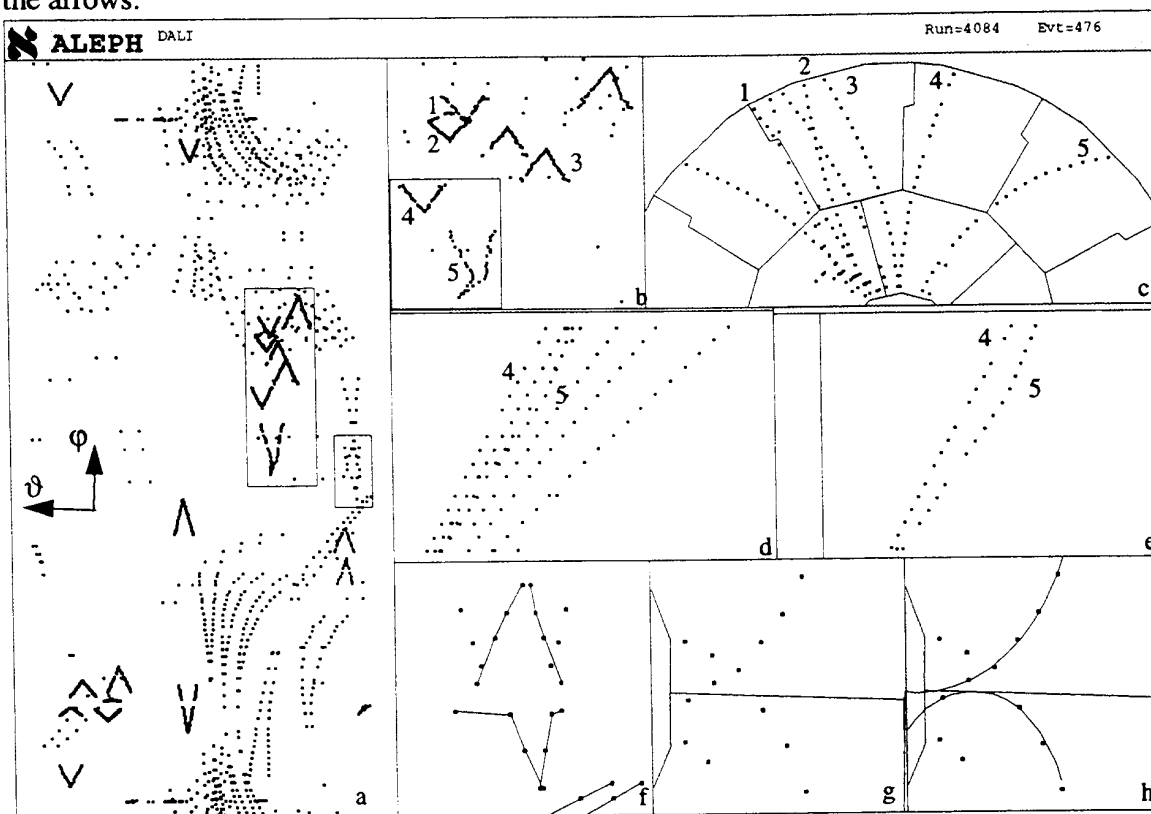 the arrows.
ALEPH DALI Run=4084 Evt=476
1 2 3 4 5 b
1 2 3 4 5 c
φ
ϑ
4 5 d
4 5 e
a f g h